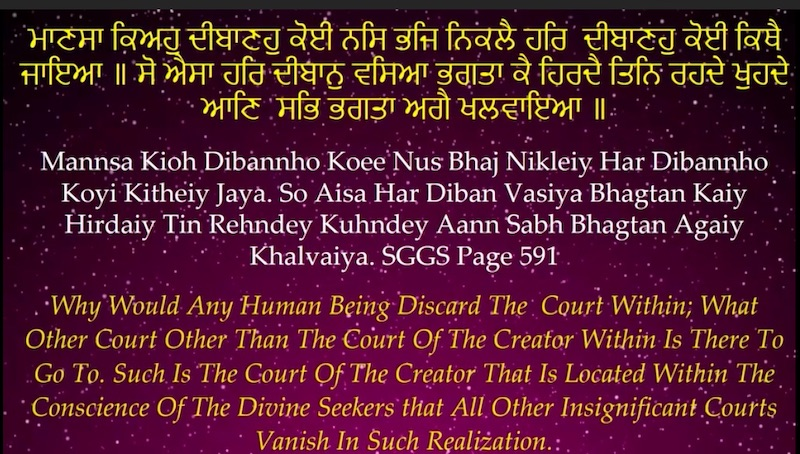 ਮਾਣਸਾ ਕਿਅਹੁ ਦੀਬਾਣਹੁ ਕੋਈ ਨਸਿ ਭਜਿ ਨਿਕਲੈ ਹਰਿ ਦੀਬਾਣਹੁ ਕੋਈ ਕਿਥੈ
ਜਾਇਆ ॥ ਸੋ ਐਸਾ ਹਰਿ ਦੀਬਾਨੁ ਵਸਿਆ ਭਗਤਾ ਕੈ ਹਿਰਦੈ ਤਿਨਿ ਰਹਦੇ ਖੁਹਦੇ
ਆਣਿ ਸਭਿ ਭਗਤਾ ਅਗੈ ਖਲਵਾਇਆ ॥
Mannsa Kioh Dibannho Koee Nus Bhaj Nikleiy Har Dibannho
Koyi Kitheiy Jaya. So Aisa Har Diban Vasiya Bhagtan Kaiy
Hirdaiy Tin Rehndey Kuhndey Aann Sabh Bhagtan Agaiy
Khalvaiya. SGGS Page 591
Why Would Any Human Being Discard The Court Within; What
Other Court Other Than The Court Of The Creator Within Is There To
Go To. Such Is The Court Of The Creator That Is Located Within The
Conscience Of The Divine Seekers that All Other Insignificant Courts
Vanish In Such Realization.